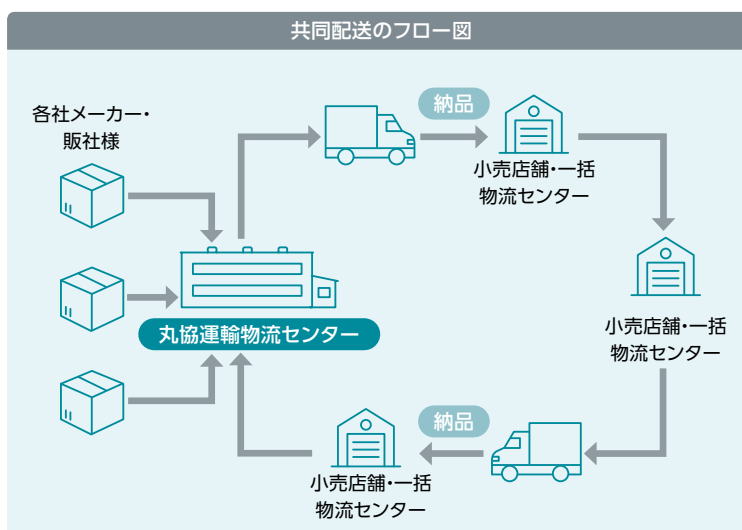 共同配送のフロー図
各社メーカー・
販社様
納品
小売店舗・一括
物流センター
小売店舗・一括
物流センター
丸協運輸物流センター
納品
小売店舗・一括
物流センター